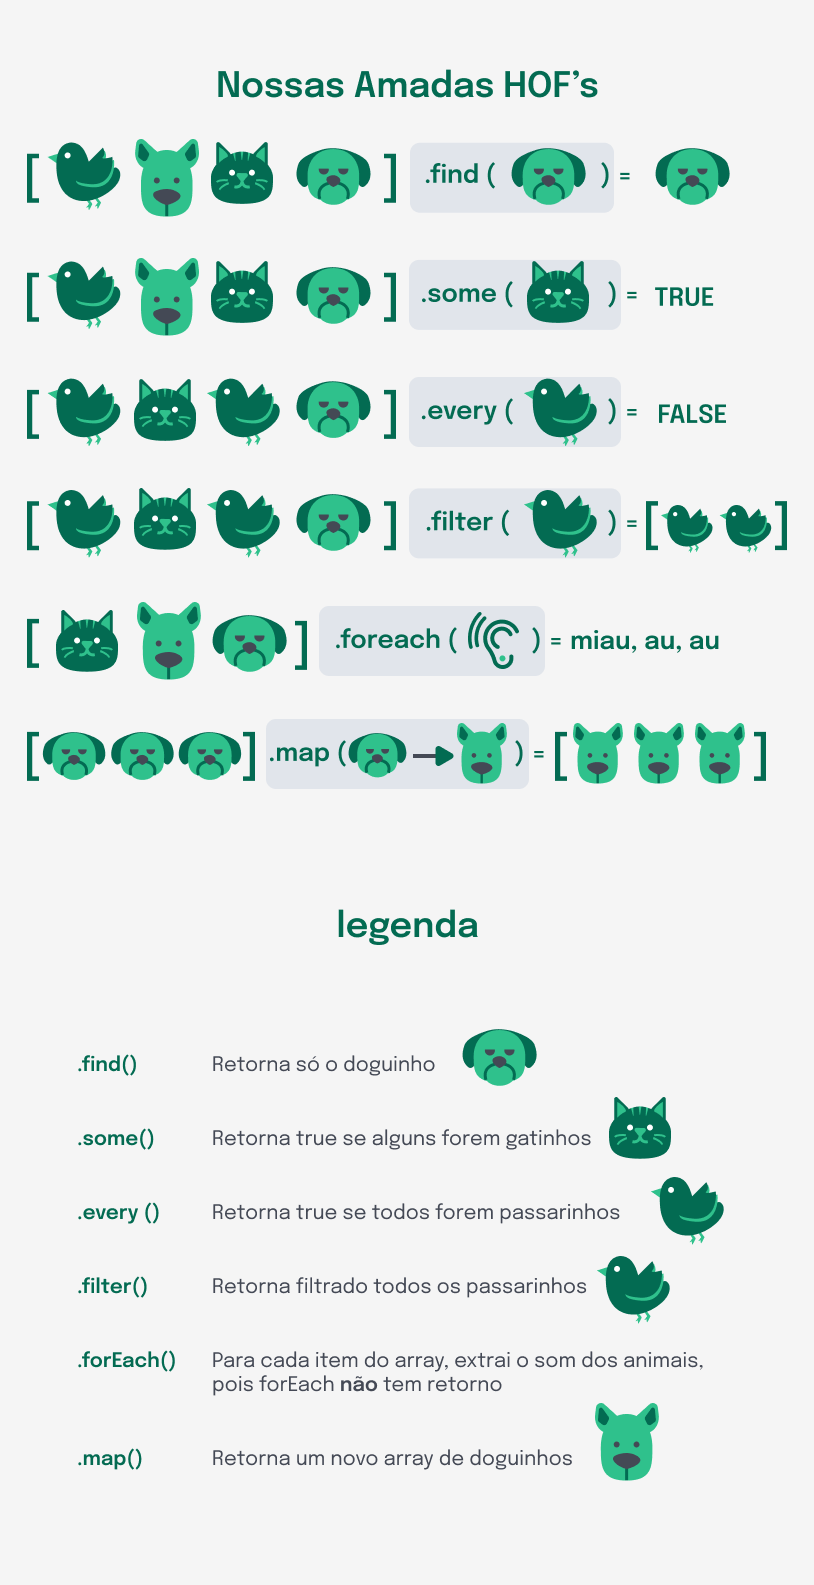 Nossas Amadas HOF’s
[ ] .find ( ) =
[ ] .some ( ) = TRUE
[ ] .every ( ) = FALSE
[ ] .filter ( ) = [ ]
[ ] .foreach ( ) = miau, au, au
[ ] .map ( ) = [ ]
legenda
.find() Retorna só o doguinho
.some() Retorna true se alguns forem gatinhos
.every () Retorna true se todos forem passarinhos
.filter() Retorna filtrado todos os passarinhos
.forEach() Para cada item do array, extrai o som dos animais,
pois forEach não tem retorno
.map() Retorna um novo array de doguinhos